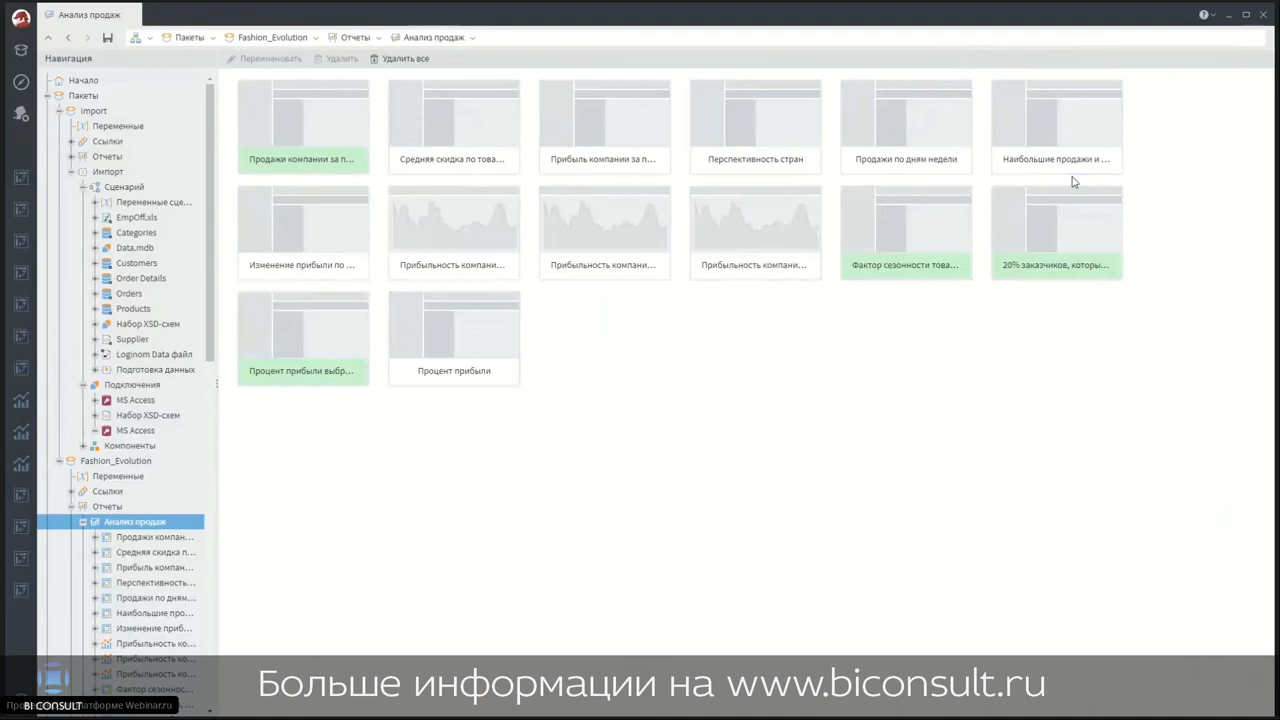 Анализ продаж
Пакеты
Fashion_Evolution
Отчеты
Анализ продаж
Навигация
Переименовать
Удалить
Удалить все
Начало
Пакеты
import
Переменные
Ссылки
Отчеты
Импорт
Сценарий
Переменные сце...
EmpOff.xls
Categories
Data.mdb
Customers
Order Details
Orders
Products
Набор XSD-схем
Supplier
Loginom Data файл
Подготовка данных
Подключения
MS Access
Набор XSD-схем
MS Access
Компоненты
Fashion_Evolution
Переменные
Ссылки
Отчеты
Анализ продаж
Продажи компан...
Средняя скидка п...
Прибыль компан...
Перспективность...
Продажи по дням...
Наибольшие про...
Изменение приб...
Прибыльность ко...
Прибыльность ко...
Прибыльность ко...
Фактор сезоннос...
Продажи компании за п...
Средняя скидка по това...
Прибыль компании за п...
Перспективность стран
Продажи по дням недели
Наибольшие продажи и ...
Изменение прибыли по ...
Прибыльность компани...
Прибыльность компани...
Прибыльность компани...
Фактор сезонности това...
20% заказчиков, которы...
Процент прибыли выбр...
Процент прибыли
Больше информации на www.biconsult.ru
BI CONSULT
платформе Webinar.ru